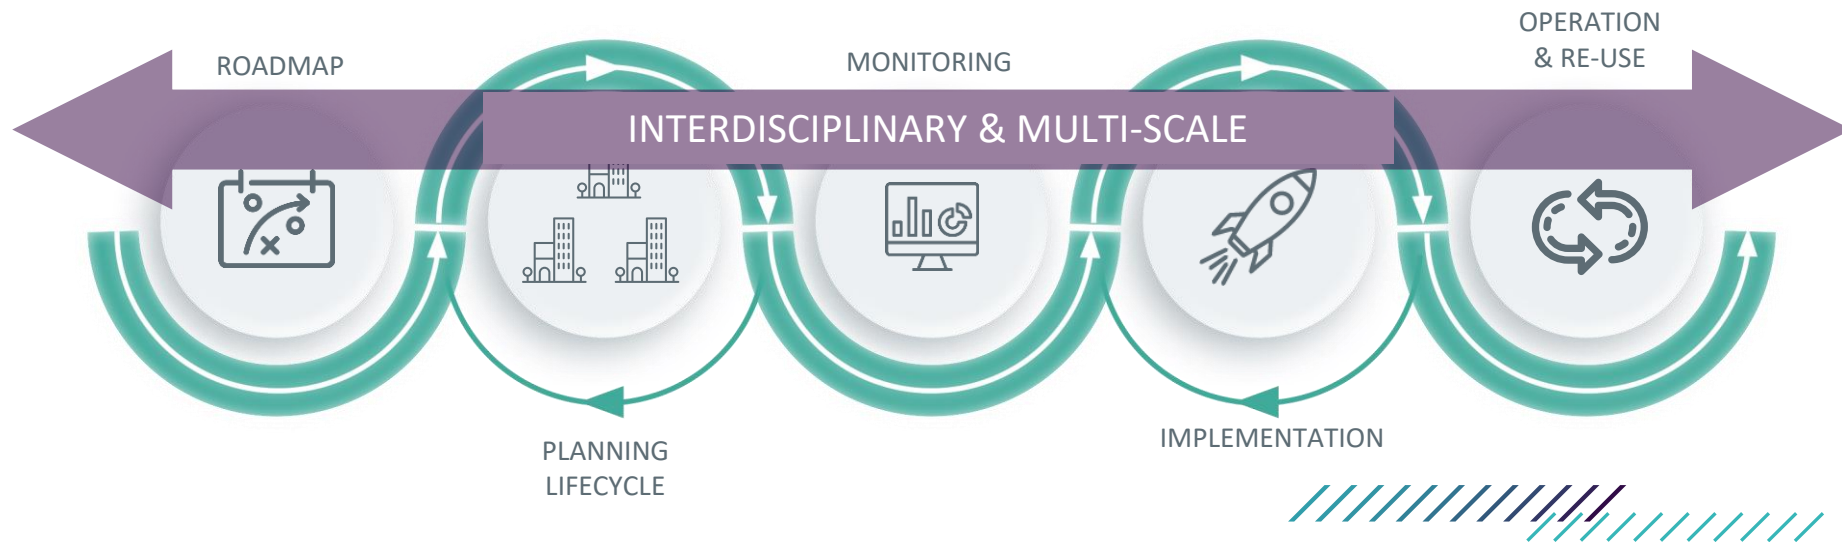 ROADMAP
MONITORING
OPERATION
& RE-USE
INTERDISCIPLINARY & MULTI-SCALE
PLANNING
LIFECYCLE
IMPLEMENTATION